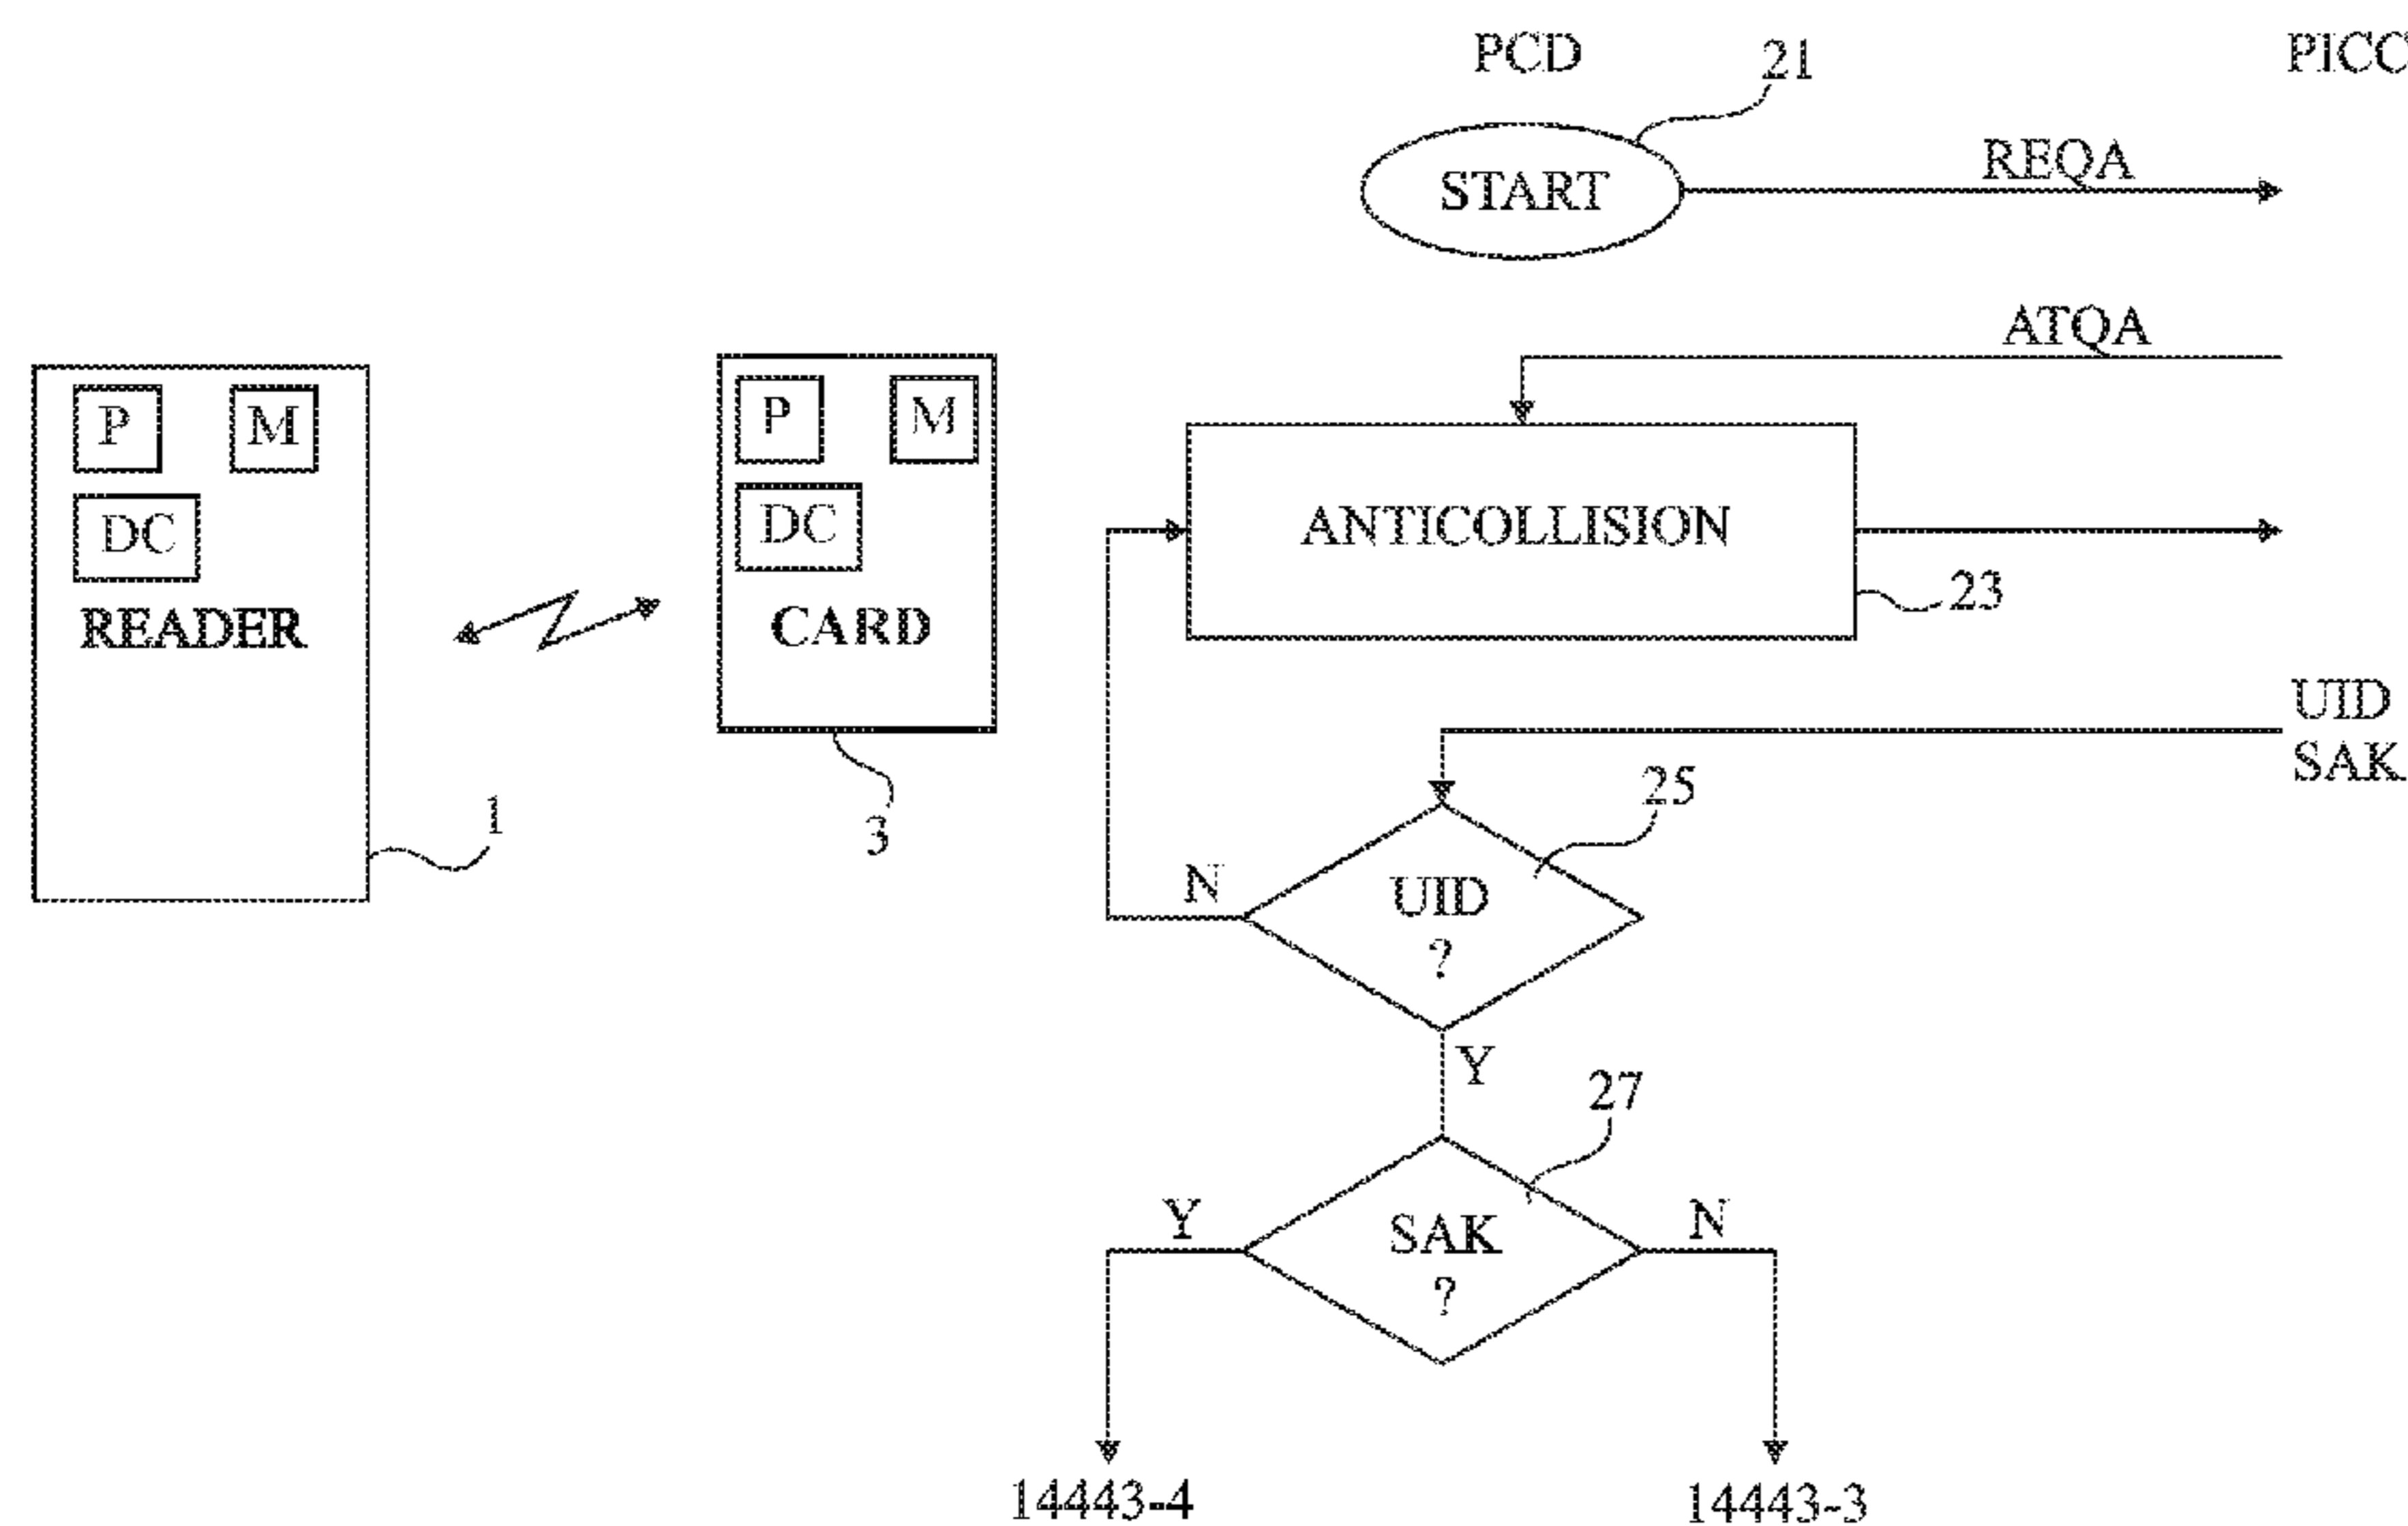 P M
DC
READER
1
P M
DC
CARD
3
PCD
PICC
21
START
REQA
ATQA
ANTICOLLISION
23
UID
SAK
25
UID
?
N
Y
27
SAK
?
Y
N
14443-4
14443-3